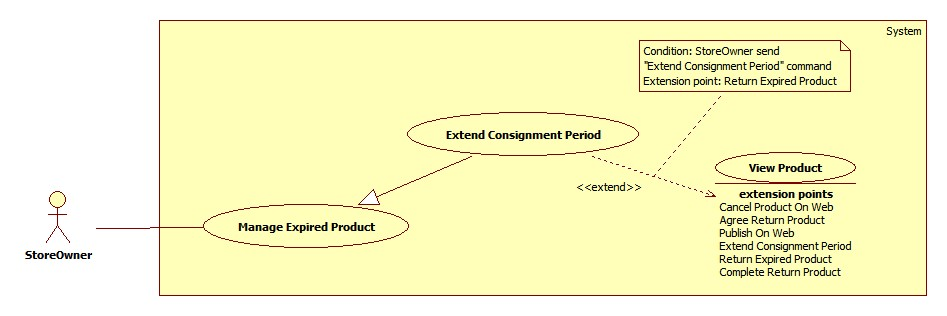 System
Condition: StoreOwner send
"Extend Consignment Period" command
Extension point: Return Expired Product
Extend Consignment Period
View Product
<<extend>>
extension points
Cancel Product On Web
Agree Return Product
Publish On Web
Extend Consignment Period
Return Expired Product
Complete Return Product
Manage Expired Product
StoreOwner